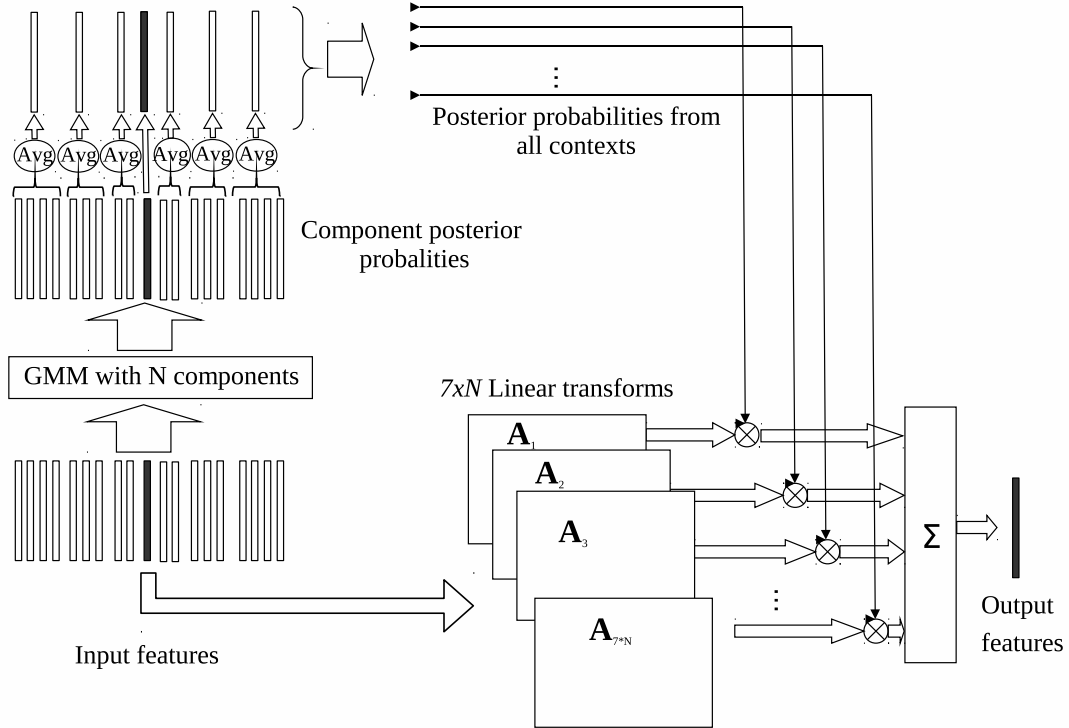 Avg Avg Avg Avg Avg Avg
Posterior probabilities from
all contexts
Component posterior
probalities
GMM with N components
7xN Linear transforms
A1
A2
A3
A7*N
Σ
Output
features
Input features